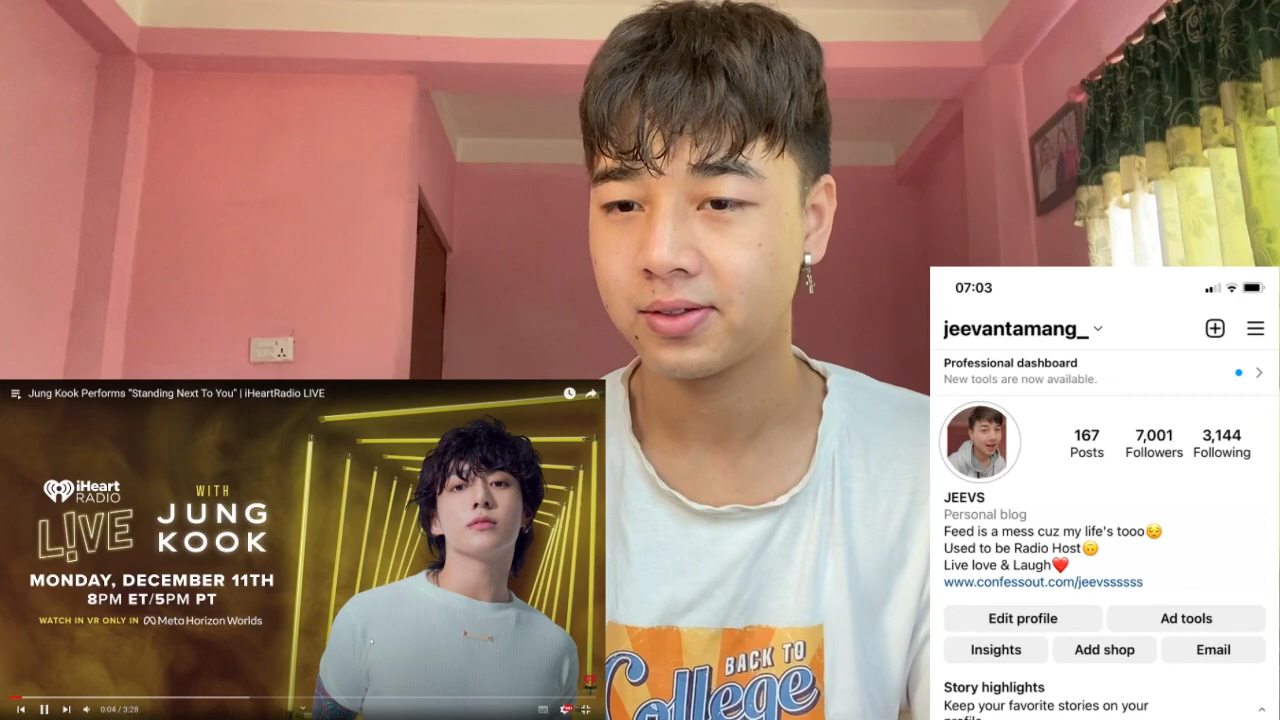 Jung Kook Performs "Standing Next To You" | iHeartRadio LIVE
iHeart
RADIO
L!VE
WITH
JUNG
KOOK
MONDAY, DECEMBER 11TH
8PM ET/5PM PT
WATCH IN VR ONLY IN Meta Horizon Worlds
0:04 / 3:28
BACK TO
College
07:03
jeevantamang_
Professional dashboard
New tools are now available.
167 7,001 3,144
Posts Followers Following
JEEVS
Personal blog
Feed is a mess cuz my life's tooo😌
Used to be Radio Host🙃
Live love & Laugh❤️
www.confessout.com/jeevssssss
Edit profile Ad tools
Insights Add shop Email
Story highlights
Keep your favorite stories on your
profile